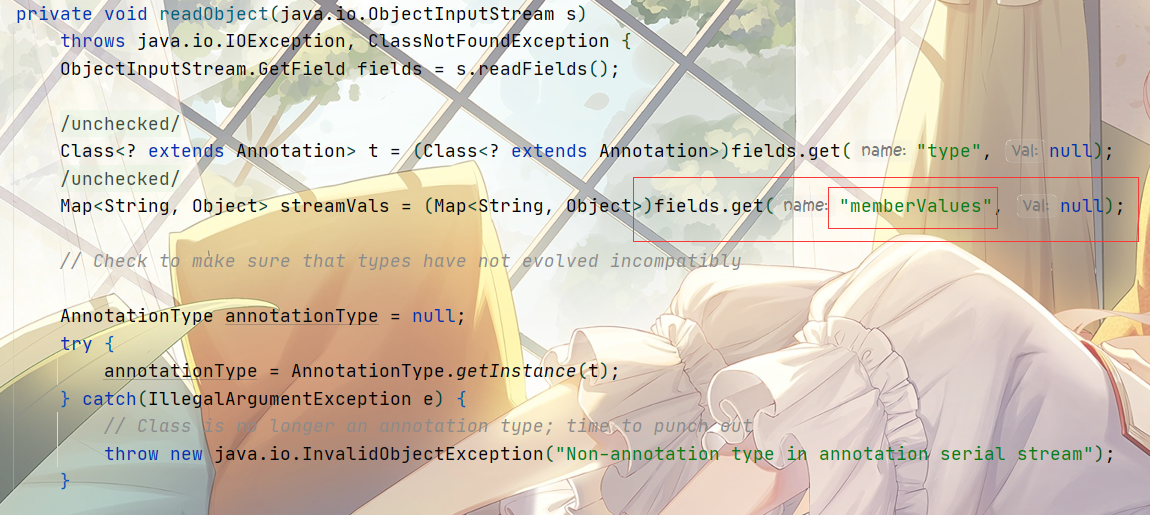 private void readObject(java.io.ObjectInputStream s)
throws java.io.IOException, ClassNotFoundException {
ObjectInputStream.GetField fields = s.readFields();
/unchecked/
Class<? extends Annotation> t = (Class<? extends Annotation>)fields.get( name: "type", val: null);
/unchecked/
Map<String, Object> streamVals = (Map<String, Object>)fields.get( name: "memberValues", val: null);
// Check to make sure that types have not evolved incompatibly
AnnotationType annotationType = null;
try {
annotationType = AnnotationType.getInstance(t);
} catch(IllegalArgumentException e) {
// Class is no longer an annotation type; time to punch out
throw new java.io.InvalidObjectException("Non-annotation type in annotation serial stream");
}